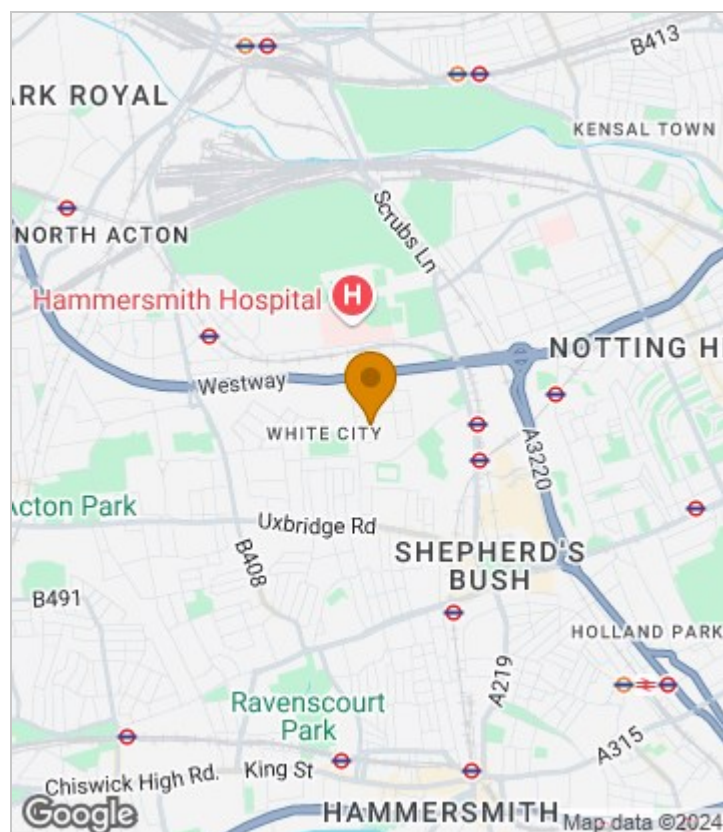 B413
ARK ROYAL
KENSAL TOWN
Scrubs Ln
NORTH ACTON
Hammersmith Hospital
H
NOTTING H
Westway
WHITE CITY
A3220
Acton Park
Uxbridge Rd
SHEPHERD'S
BUSH
B408
B491
HOLLAND PARK
A219
Ravenscourt
Park
A315
Chiswick High Rd.
King St
HAMMERSMITH
Google
Map data ©2024